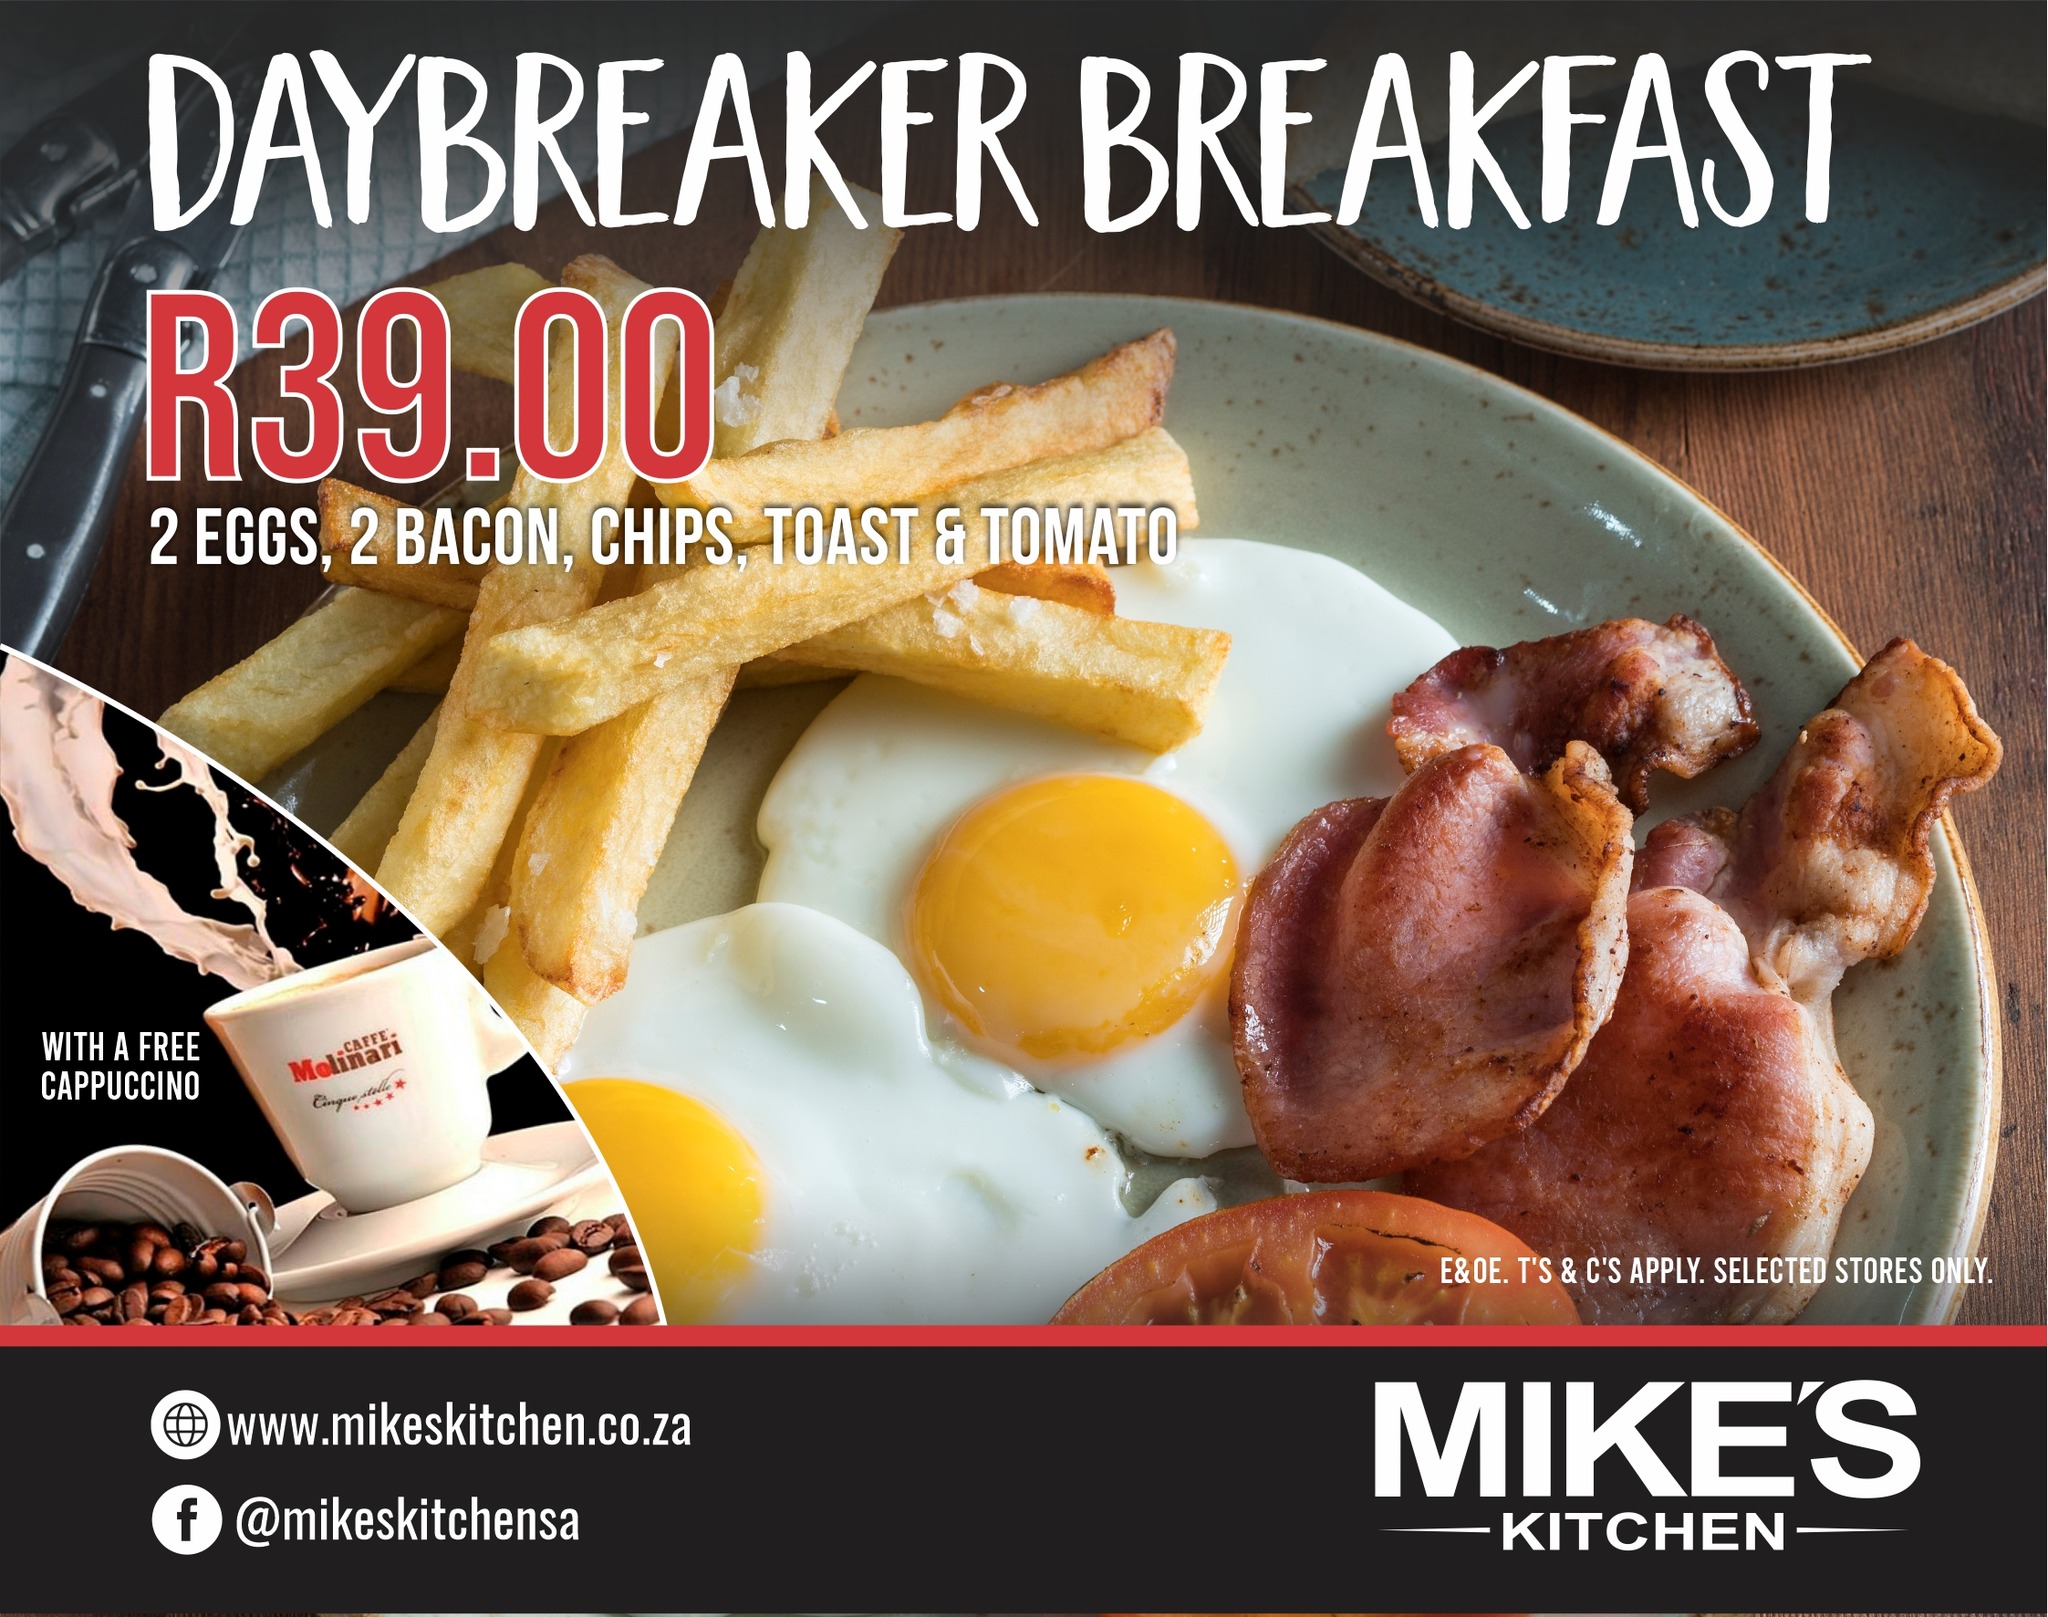 DAYBREAKER BREAKFAST
R39.00
2 EGGS, 2 BACON, CHIPS, TOAST & TOMATO
WITH A FREE
CAPPUCCINO
CAFFE'
Molinari
Cinque stelle
E&OE. T'S & C'S APPLY. SELECTED STORES ONLY.
www.mikeskitchen.co.za
@mikeskitchensa
MIKE'S
KITCHEN